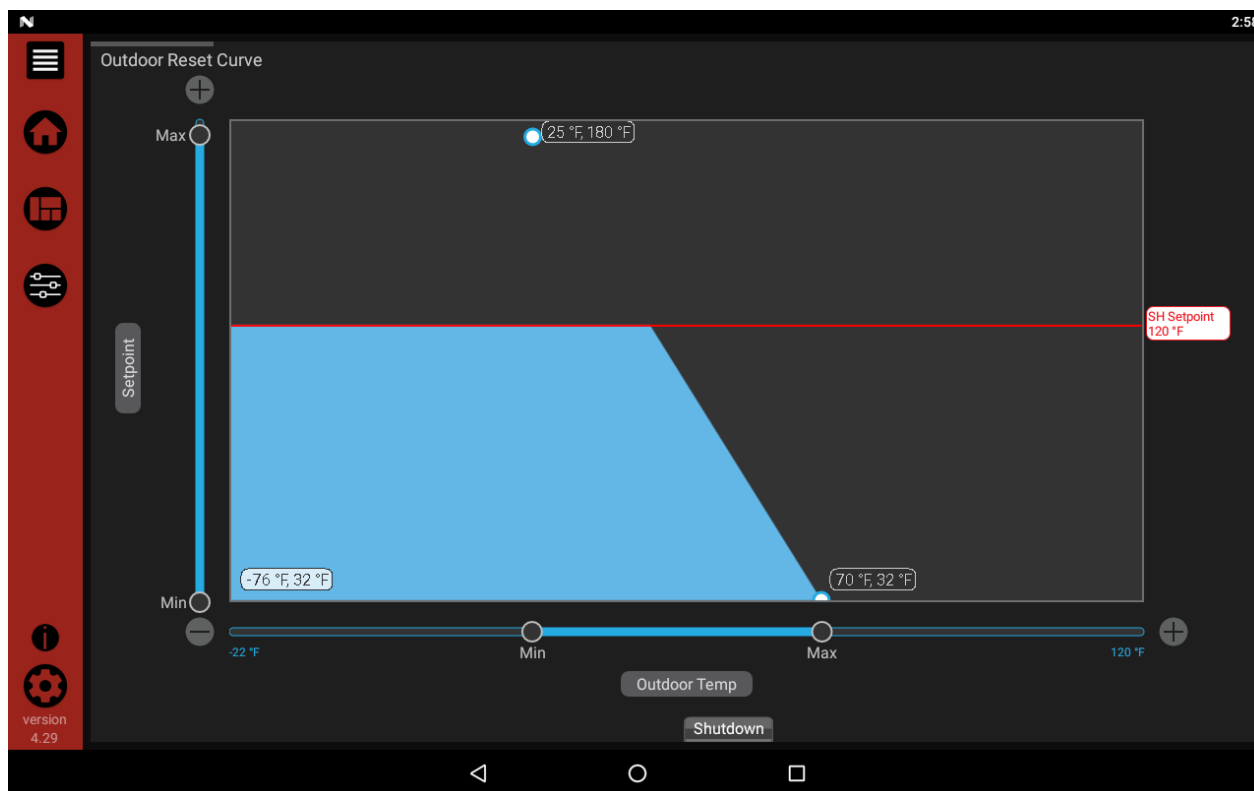 2:58
Outdoor Reset Curve
Max
25 °F, 180 °F
SH Setpoint
120 °F
Setpoint
-76 °F, 32 °F
70 °F, 32 °F
Min
-22 °F
Min
Max
120 °F
Outdoor Temp
Shutdown
version
4.29